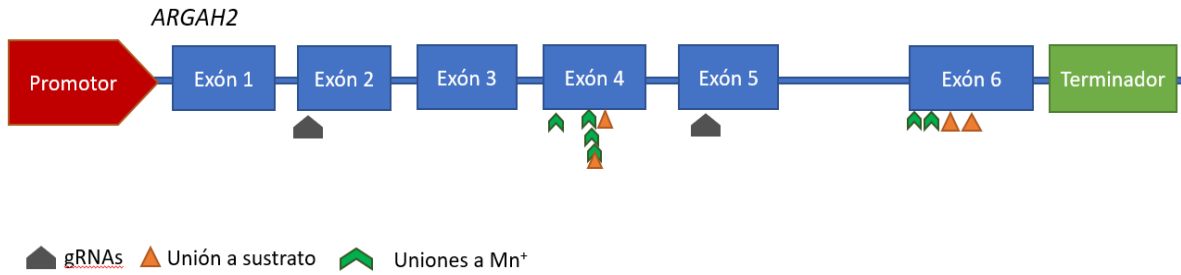 ARGAH2
Promotor
Exón 1
Exón 2
Exón 3
Exón 4
Exón 5
Exón 6
Terminador
gRNAs
Unión a sustrato
Uniones a Mn⁺